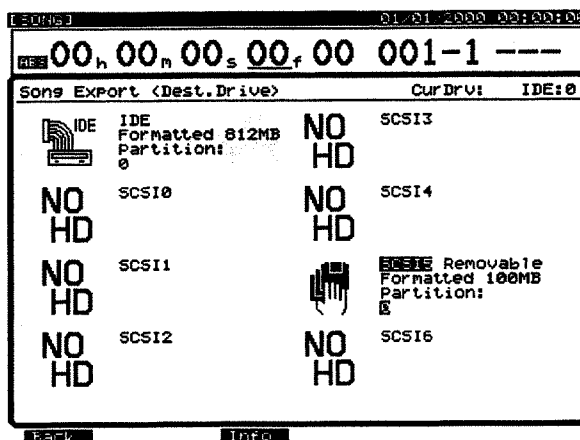 [SONG] 01/01/2000 00:00:00
00h 00m 00s 00f 00 001-1 ---
Song Export <Dest.Drive> CurDrv: IDE:0
IDE
IDE
Formatted 812MB
Partition:
0
NO HD
SCSI0
NO HD
SCSI1
NO HD
SCSI2
NO HD
SCSI3
NO HD
SCSI4
SCSI5 Removable
Formatted 100MB
Partition:
NO HD
SCSI6
Back Info